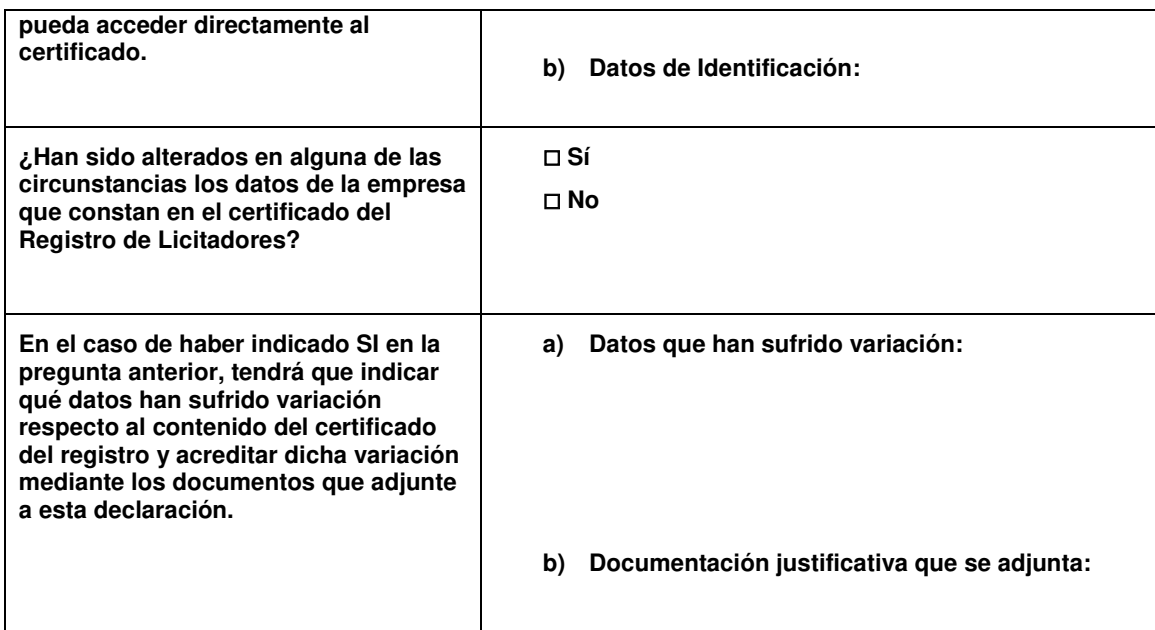 pueda acceder directamente al
certificado.
b) Datos de Identificación:
¿Han sido alterados en alguna de las
circunstancias los datos de la empresa
que constan en el certificado del
Registro de Licitadores?
□ Sí
□ No
En el caso de haber indicado SI en la
pregunta anterior, tendrá que indicar
qué datos han sufrido variación
respecto al contenido del certificado
del registro y acreditar dicha variación
mediante los documentos que adjunte
a esta declaración.
a) Datos que han sufrido variación:
b) Documentación justificativa que se adjunta: